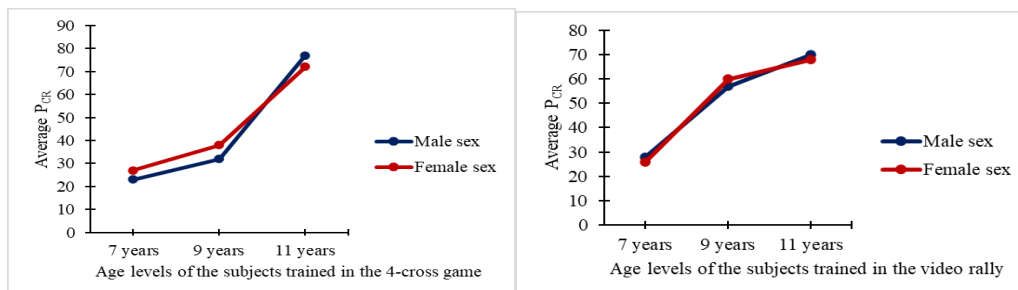 90
80
70
60
50
40
30
20
10
0
Average P_CR
7 years 9 years 11 years
Age levels of the subjects trained in the 4-cross game
Male sex
Female sex
80
70
60
50
40
30
20
10
0
Average P_CR
7 years 9 years 11 years
Age levels of the subjects trained in the video rally
Male sex
Female sex